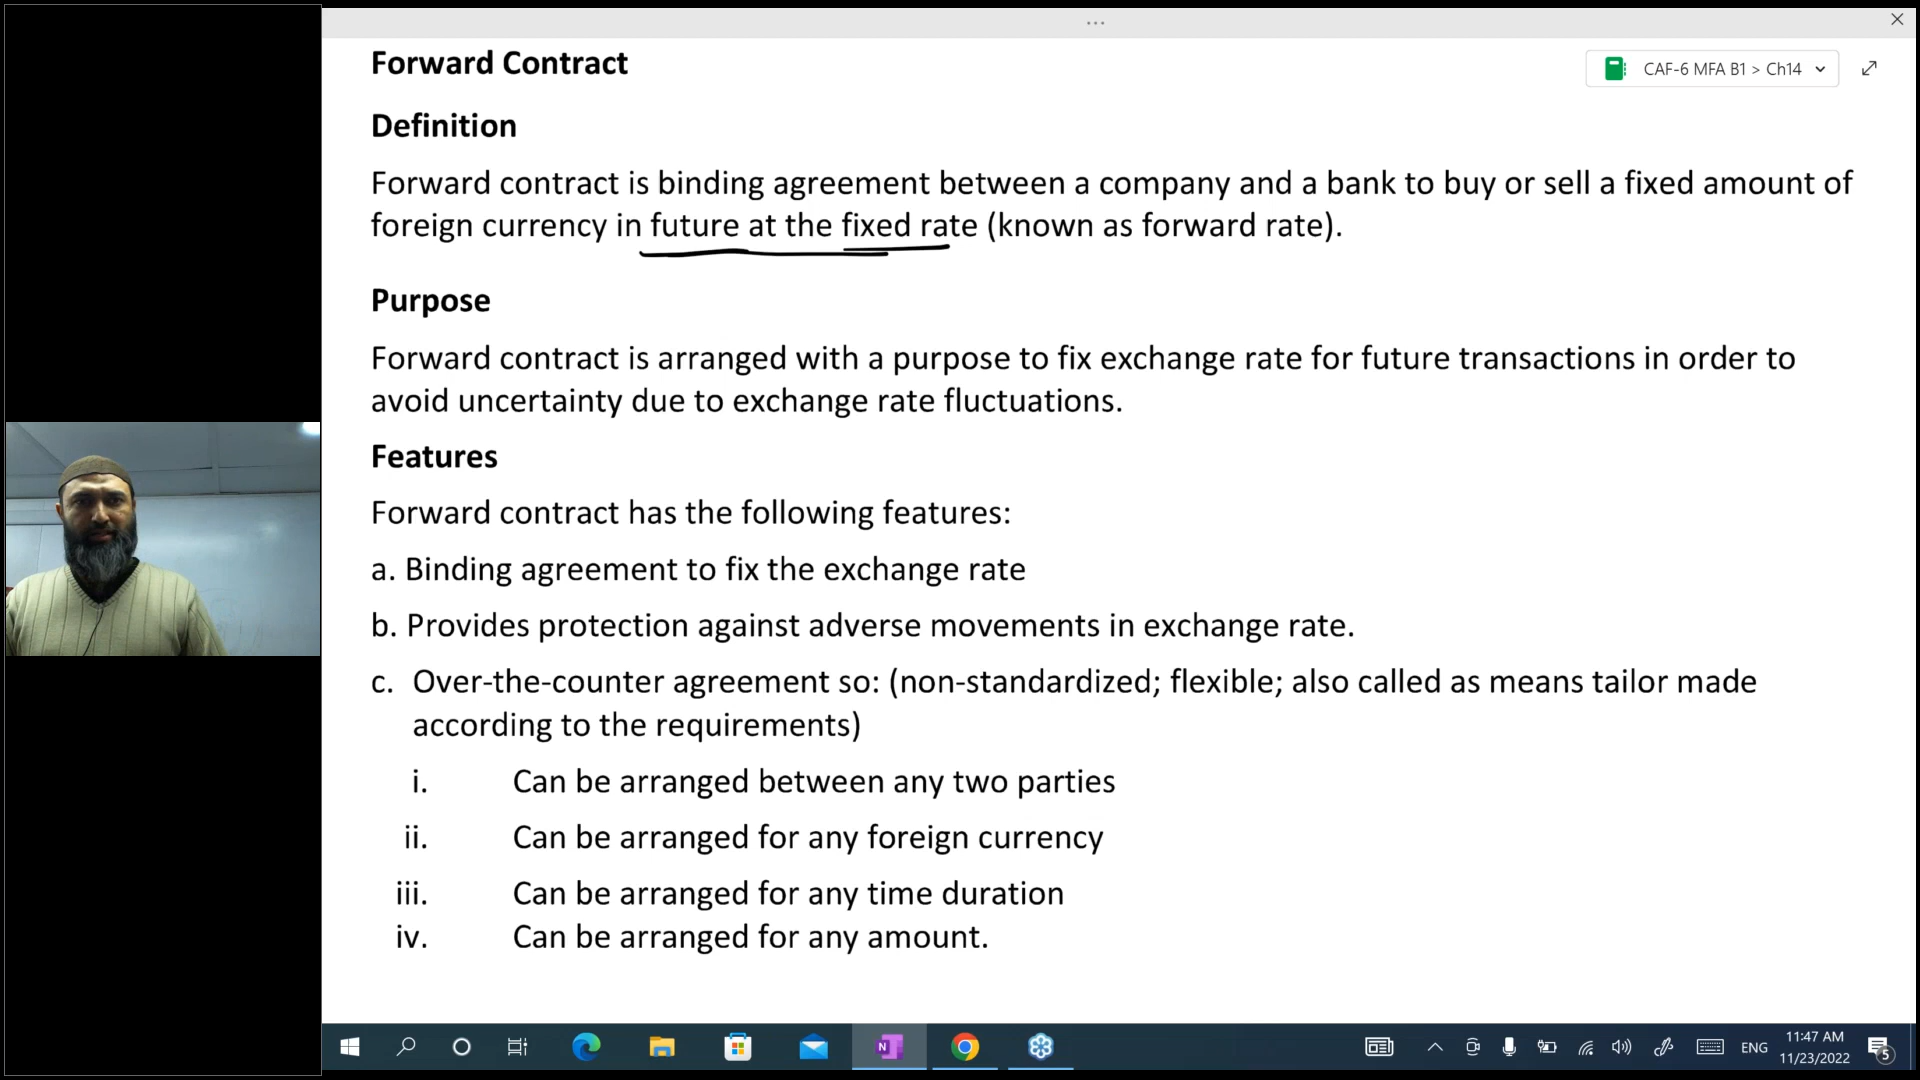 CAF-6 MFA B1 > Ch14
Forward Contract
Definition
Forward contract is binding agreement between a company and a bank to buy or sell a fixed amount of
foreign currency in future at the fixed rate (known as forward rate).
Purpose
Forward contract is arranged with a purpose to fix exchange rate for future transactions in order to
avoid uncertainty due to exchange rate fluctuations.
Features
Forward contract has the following features:
a. Binding agreement to fix the exchange rate
b. Provides protection against adverse movements in exchange rate.
c. Over-the-counter agreement so: (non-standardized; flexible; also called as means tailor made
according to the requirements)
i. Can be arranged between any two parties
ii. Can be arranged for any foreign currency
iii. Can be arranged for any time duration
iv. Can be arranged for any amount.
N
ENG
11:47 AM
11/23/2022
5